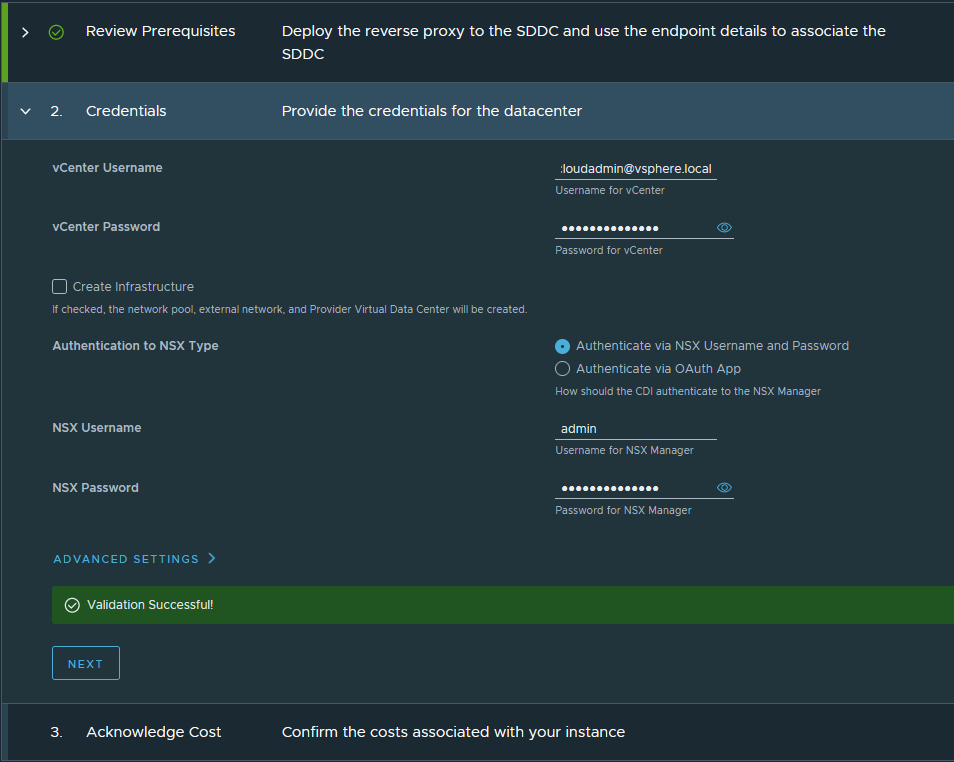 Review Prerequisites
Deploy the reverse proxy to the SDDC and use the endpoint details to associate the
SDDC
2. Credentials
Provide the credentials for the datacenter
vCenter Username
:loudadmin@vsphere.local
Username for vCenter
vCenter Password
••••••••••••••
Password for vCenter
Create Infrastructure
If checked, the network pool, external network, and Provider Virtual Data Center will be created.
Authentication to NSX Type
Authenticate via NSX Username and Password
Authenticate via OAuth App
How should the CDI authenticate to the NSX Manager
NSX Username
admin
Username for NSX Manager
NSX Password
••••••••••••••
Password for NSX Manager
ADVANCED SETTINGS
Validation Successful!
NEXT
3. Acknowledge Cost
Confirm the costs associated with your instance